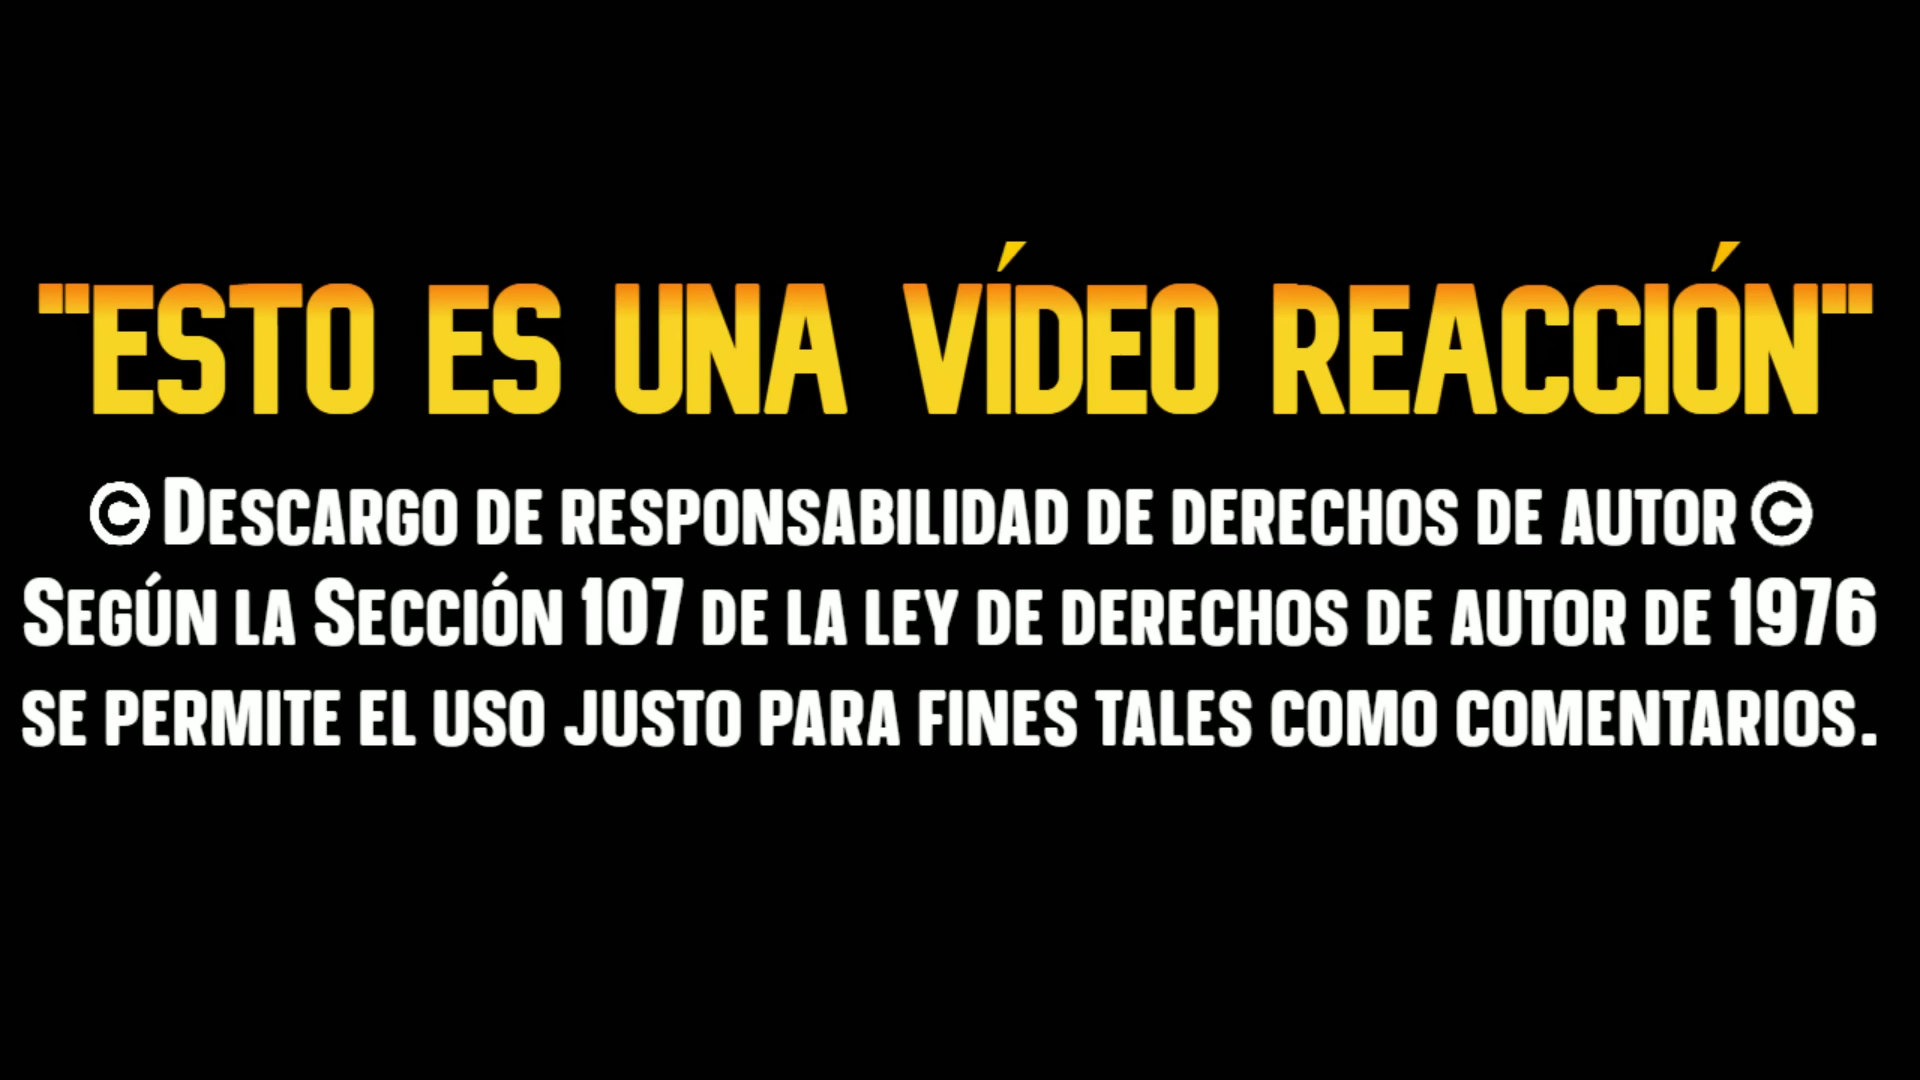 "ESTO ES UNA VÍDEO REACCIÓN"
© DESCARGO DE RESPONSABILIDAD DE DERECHOS DE AUTOR ©
SEGÚN LA SECCIÓN 107 DE LA LEY DE DERECHOS DE AUTOR DE 1976
SE PERMITE EL USO JUSTO PARA FINES TALES COMO COMENTARIOS.